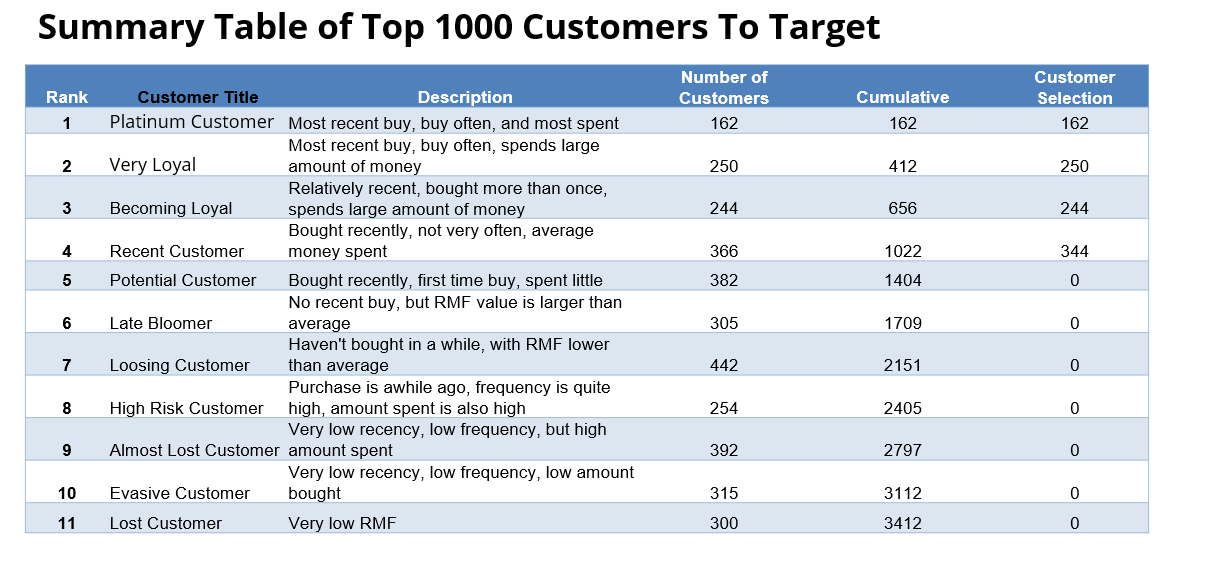 Summary Table of Top 1000 Customers To Target
Rank Customer Title Description Number of Customers Cumulative Customer Selection
1 Platinum Customer Most recent buy, buy often, and most spent 162 162 162
2 Very Loyal Most recent buy, buy often, spends large amount of money 250 412 250
3 Becoming Loyal Relatively recent, bought more than once, spends large amount of money 244 656 244
4 Recent Customer Bought recently, not very often, average money spent 366 1022 344
5 Potential Customer Bought recently, first time buy, spent little 382 1404 0
6 Late Bloomer No recent buy, but RMF value is larger than average 305 1709 0
7 Loosing Customer Haven't bought in a while, with RMF lower than average 442 2151 0
8 High Risk Customer Purchase is awhile ago, frequency is quite high, amount spent is also high 254 2405 0
9 Almost Lost Customer Very low recency, low frequency, but high amount spent 392 2797 0
10 Evasive Customer Very low recency, low frequency, low amount bought 315 3112 0
11 Lost Customer Very low RMF 300 3412 0